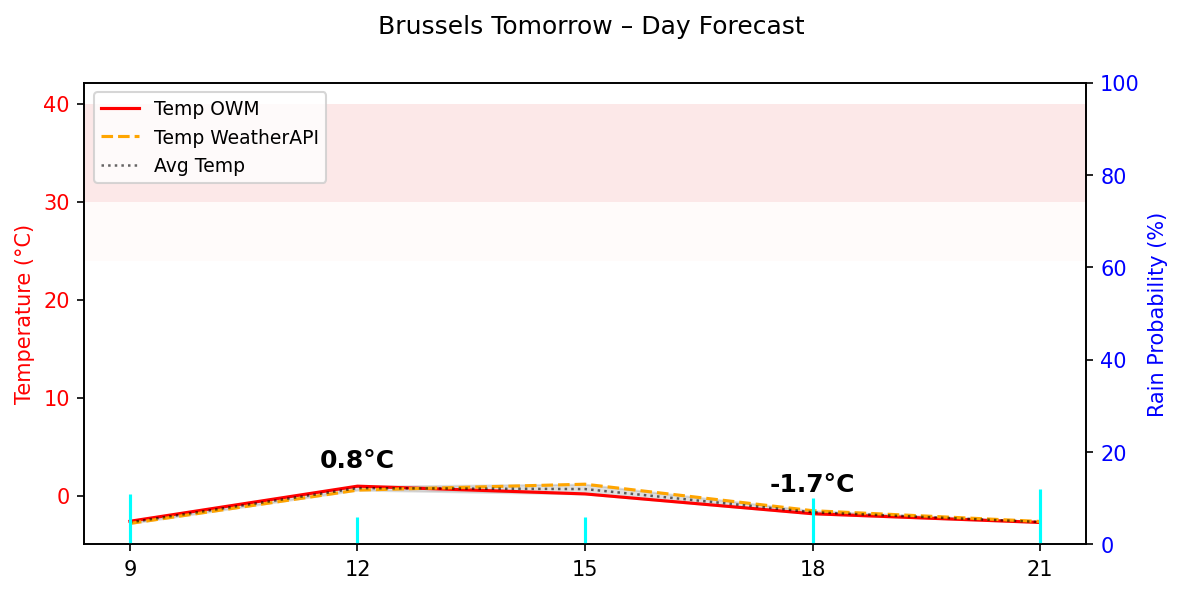 Brussels Tomorrow – Day Forecast
Temp OWM
Temp WeatherAPI
Avg Temp
Temperature (°C)
40
30
20
10
0
100
80
60
40
20
0
Rain Probability (%)
0.8°C
-1.7°C
9 12 15 18 21